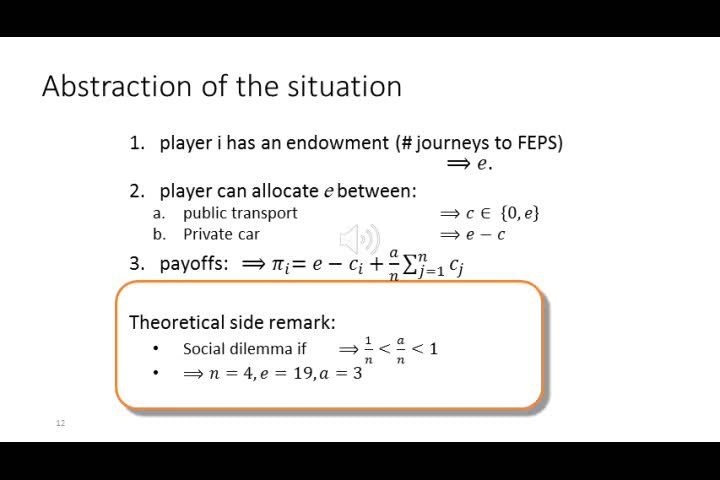 Abstraction of the situation
1. player i has an endowment (# journeys to FEPS)
⟹ e.
2. player can allocate e between:
a. public transport ⟹ c ∈ {0, e}
b. Private car ⟹ e − c
3. payoffs: ⟹ π_i = e − c_i + a/n ∑_{j=1}^{n} c_j
Theoretical side remark:
• Social dilemma if ⟹ 1/n < a/n < 1
• ⟹ n = 4, e = 19, a = 3
12